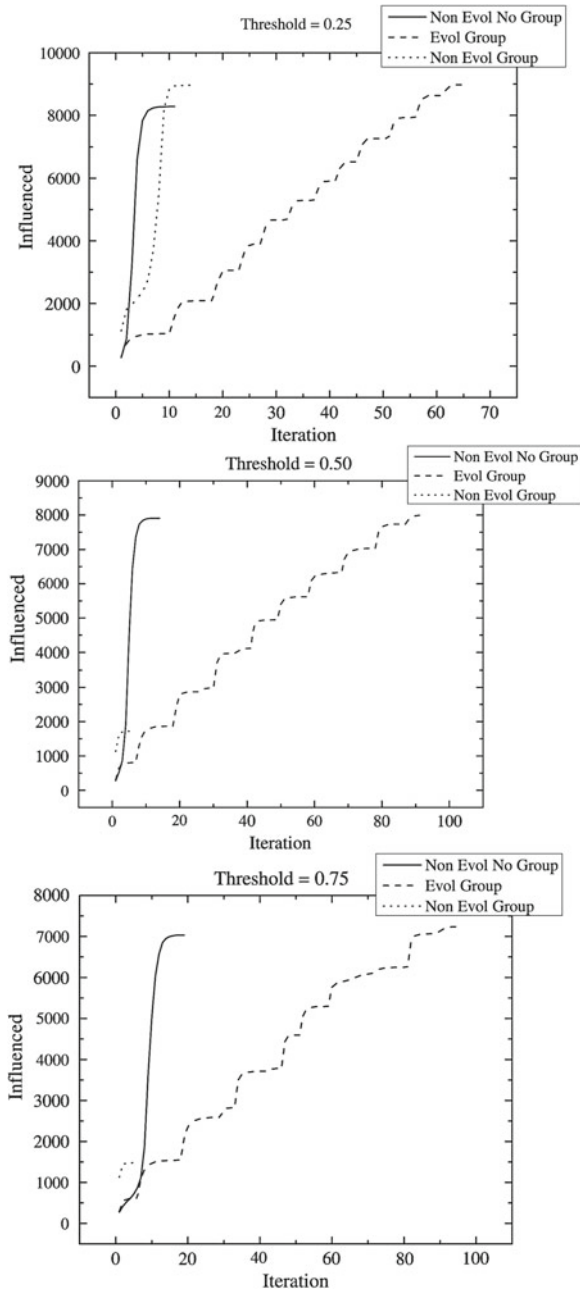 Threshold = 0.25
Non Evol No Group
Evol Group
Non Evol Group
10000
8000
6000
4000
2000
0
Influenced
0 10 20 30 40 50 60 70
Iteration
Threshold = 0.50
Non Evol No Group
Evol Group
Non Evol Group
9000
8000
7000
6000
5000
4000
3000
2000
1000
0
Influenced
0 20 40 60 80 100
Iteration
Threshold = 0.75
Non Evol No Group
Evol Group
Non Evol Group
8000
7000
6000
5000
4000
3000
2000
1000
0
Influenced
0 20 40 60 80 100
Iteration